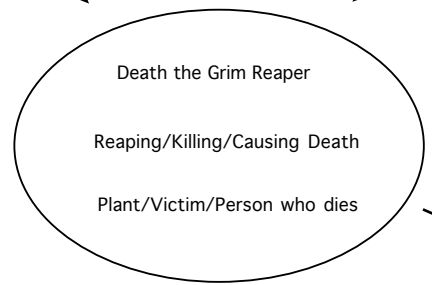 Death the Grim Reaper
Reaping/Killing/Causing Death
Plant/Victim/Person who dies